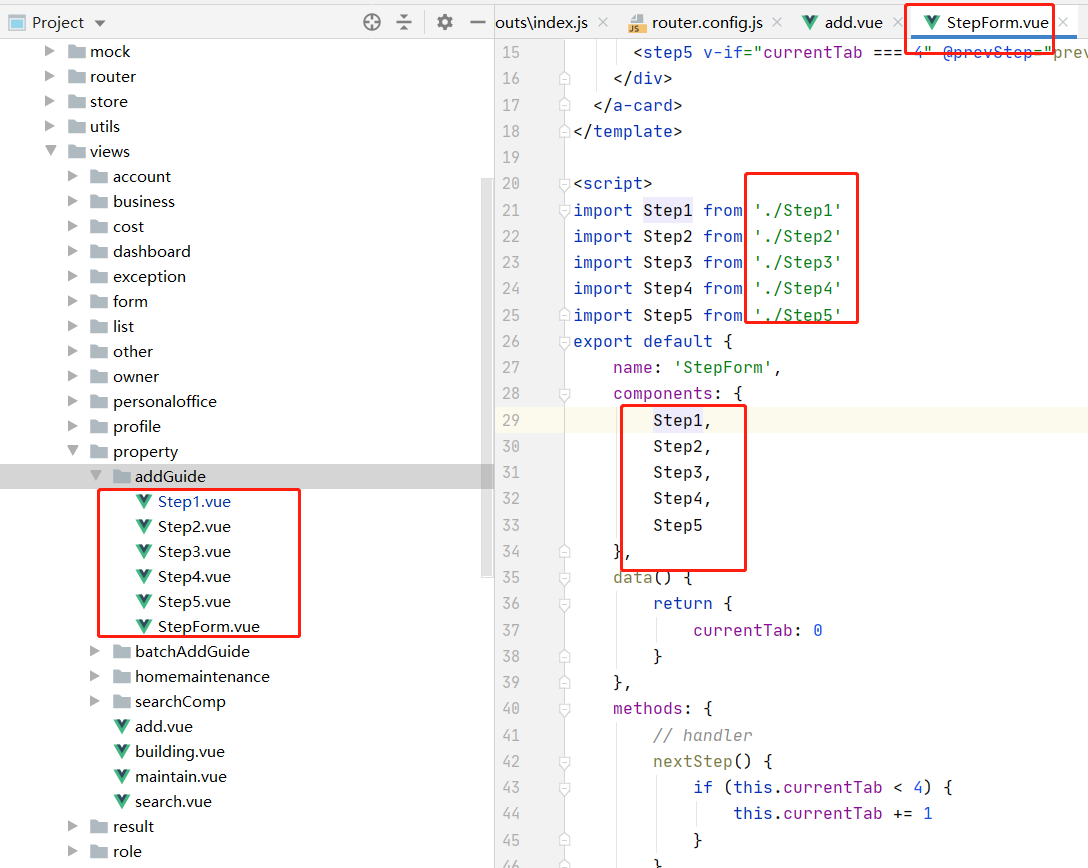 Project
outs\index.js
router.config.js
add.vue
StepForm.vue
mock
router
store
utils
views
account
business
cost
dashboard
exception
form
list
other
owner
personaloffice
profile
property
addGuide
Step1.vue
Step2.vue
Step3.vue
Step4.vue
Step5.vue
StepForm.vue
batchAddGuide
homemaintenance
searchComp
add.vue
building.vue
maintain.vue
search.vue
result
role
15 <step5 v-if="currentTab === 4" @prevStep="prev
16 </div>
17 </a-card>
18 </template>
19
20 <script>
21 import Step1 from './Step1'
22 import Step2 from './Step2'
23 import Step3 from './Step3'
24 import Step4 from './Step4'
25 import Step5 from './Step5'
26 export default {
27 name: 'StepForm',
28 components: {
29 Step1,
30 Step2,
31 Step3,
32 Step4,
33 Step5
34 },
35 data() {
36 return {
37 currentTab: 0
38 }
39 },
40 methods: {
41 // handler
42 nextStep() {
43 if (this.currentTab < 4) {
44 this.currentTab += 1
45 }
46 },